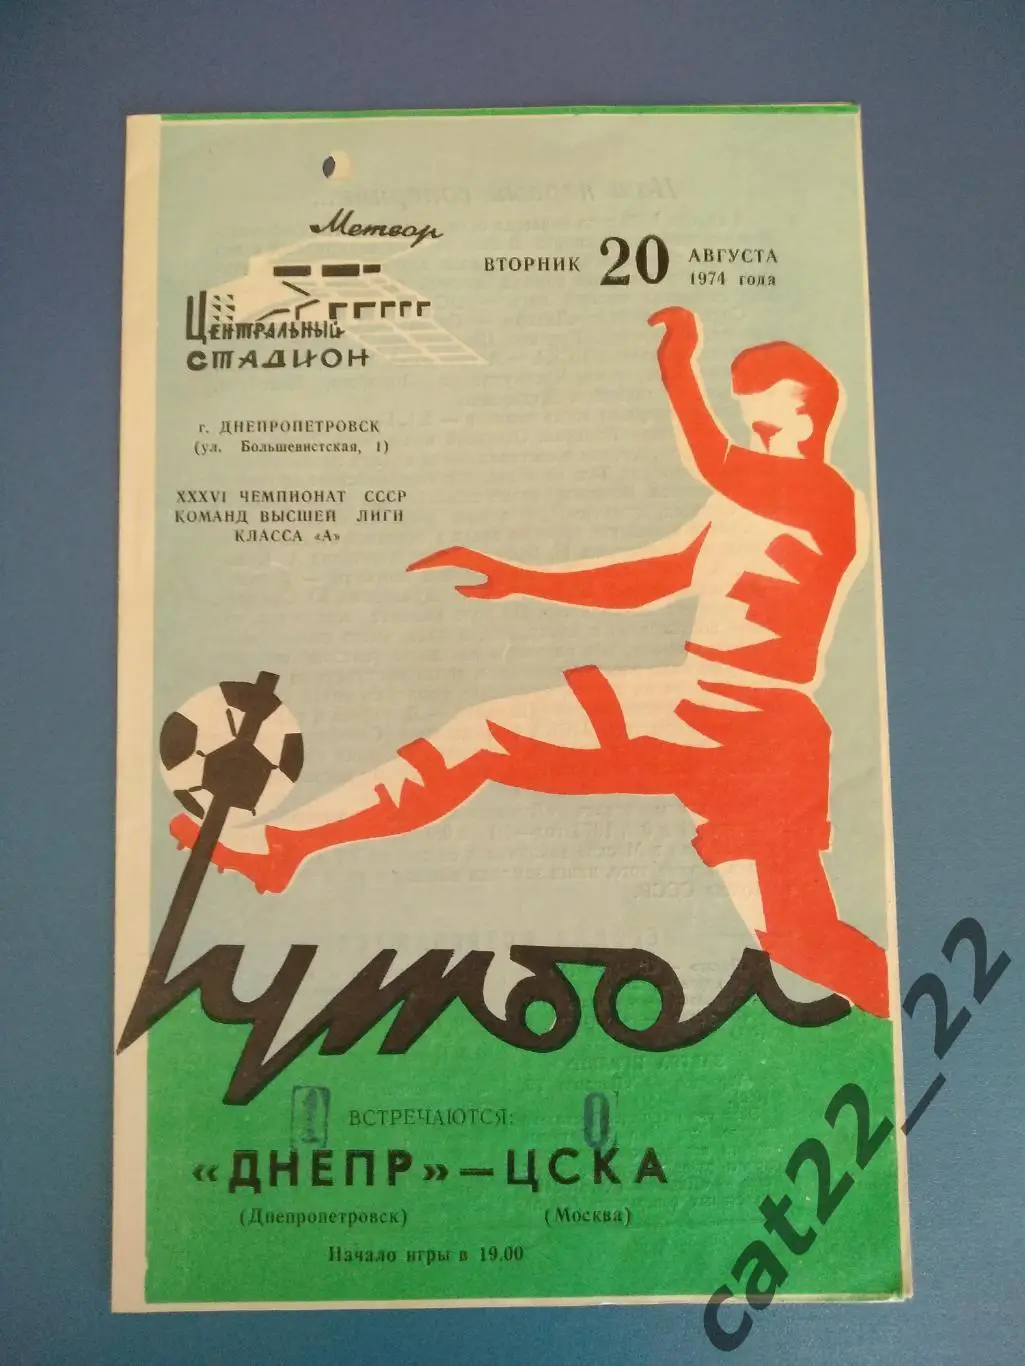 Метеор
ЦЕНТРАЛЬНЫЙ
СТАДИОН
ВТОРНИК 20 АВГУСТА
1974 года
г. ДНЕПРОПЕТРОВСК
(ул. Большевистская, 1)
XXXVI ЧЕМПИОНАТ СССР
КОМАНД ВЫСШЕЙ ЛИГИ
КЛАССА «А»
Футбол
1 ВСТРЕЧАЮТСЯ: 0
«ДНЕПР» — ЦСКА
(Днепропетровск) (Москва)
Начало игры в 19.00
cat22_22